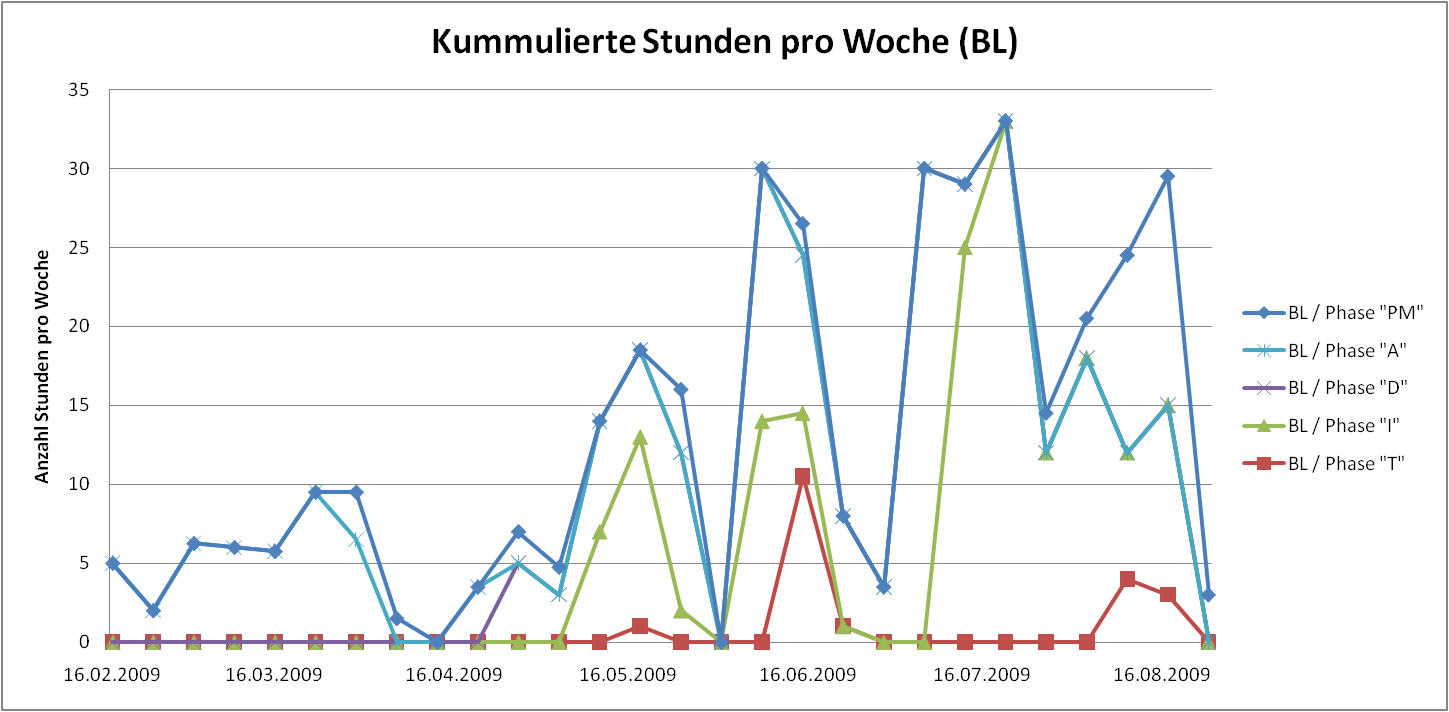 Kummulierte Stunden pro Woche (BL)
Anzahl Stunden pro Woche
35
30
25
20
15
10
5
0
16.02.2009 16.03.2009 16.04.2009 16.05.2009 16.06.2009 16.07.2009 16.08.2009
BL / Phase "PM"
BL / Phase "A"
BL / Phase "D"
BL / Phase "I"
BL / Phase "T"